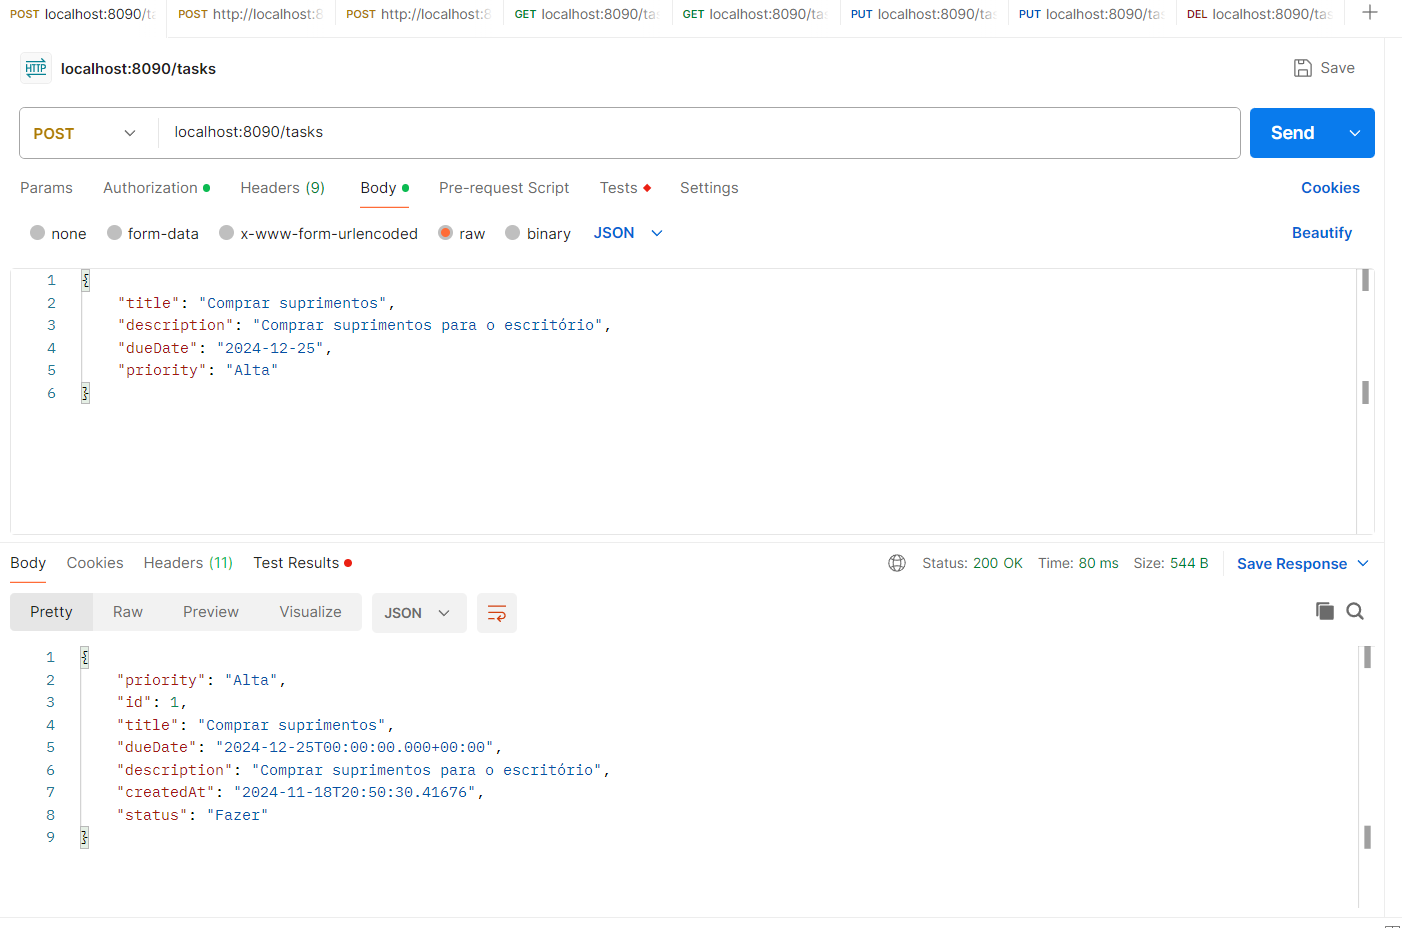 POST localhost:8090/ta POST http://localhost:8 POST http://localhost:8 GET localhost:8090/tas GET localhost:8090/tas PUT localhost:8090/tas PUT localhost:8090/tas DEL localhost:8090/tas
HTTP localhost:8090/tasks Save
POST localhost:8090/tasks Send
Params Authorization Headers (9) Body Pre-request Script Tests Settings Cookies
none form-data x-www-form-urlencoded raw binary JSON Beautify
1 {
2 "title": "Comprar suprimentos",
3 "description": "Comprar suprimentos para o escritório",
4 "dueDate": "2024-12-25",
5 "priority": "Alta"
6 }
Body Cookies Headers (11) Test Results Status: 200 OK Time: 80 ms Size: 544 B Save Response
Pretty Raw Preview Visualize JSON
1 {
2 "priority": "Alta",
3 "id": 1,
4 "title": "Comprar suprimentos",
5 "dueDate": "2024-12-25T00:00:00.000+00:00",
6 "description": "Comprar suprimentos para o escritório",
7 "createdAt": "2024-11-18T20:50:30.41676",
8 "status": "Fazer"
9 }